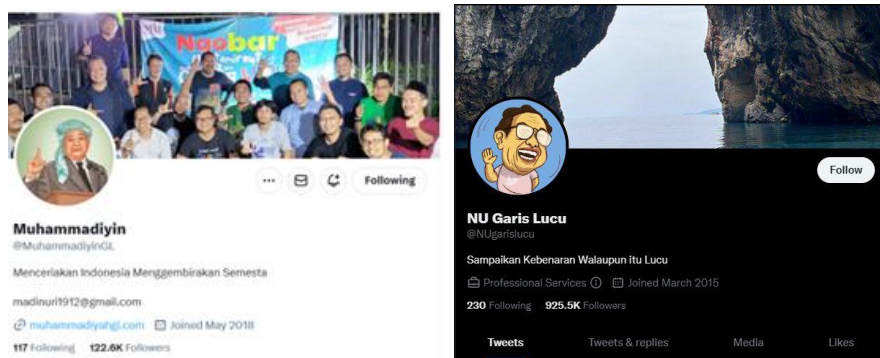 Naobar
Following
Muhammadiyin
@MuhammadiyinGL
Menceriakan Indonesia Menggembirakan Semesta
madinuri1912@gmail.com
muhammadiyahgl.com Joined May 2018
117 Following 122.6K Followers
Follow
NU Garis Lucu
@NUgarislucu
Sampaikan Kebenaran Walaupun itu Lucu
Professional Services Joined March 2015
230 Following 925.5K Followers
Tweets Tweets & replies Media Likes